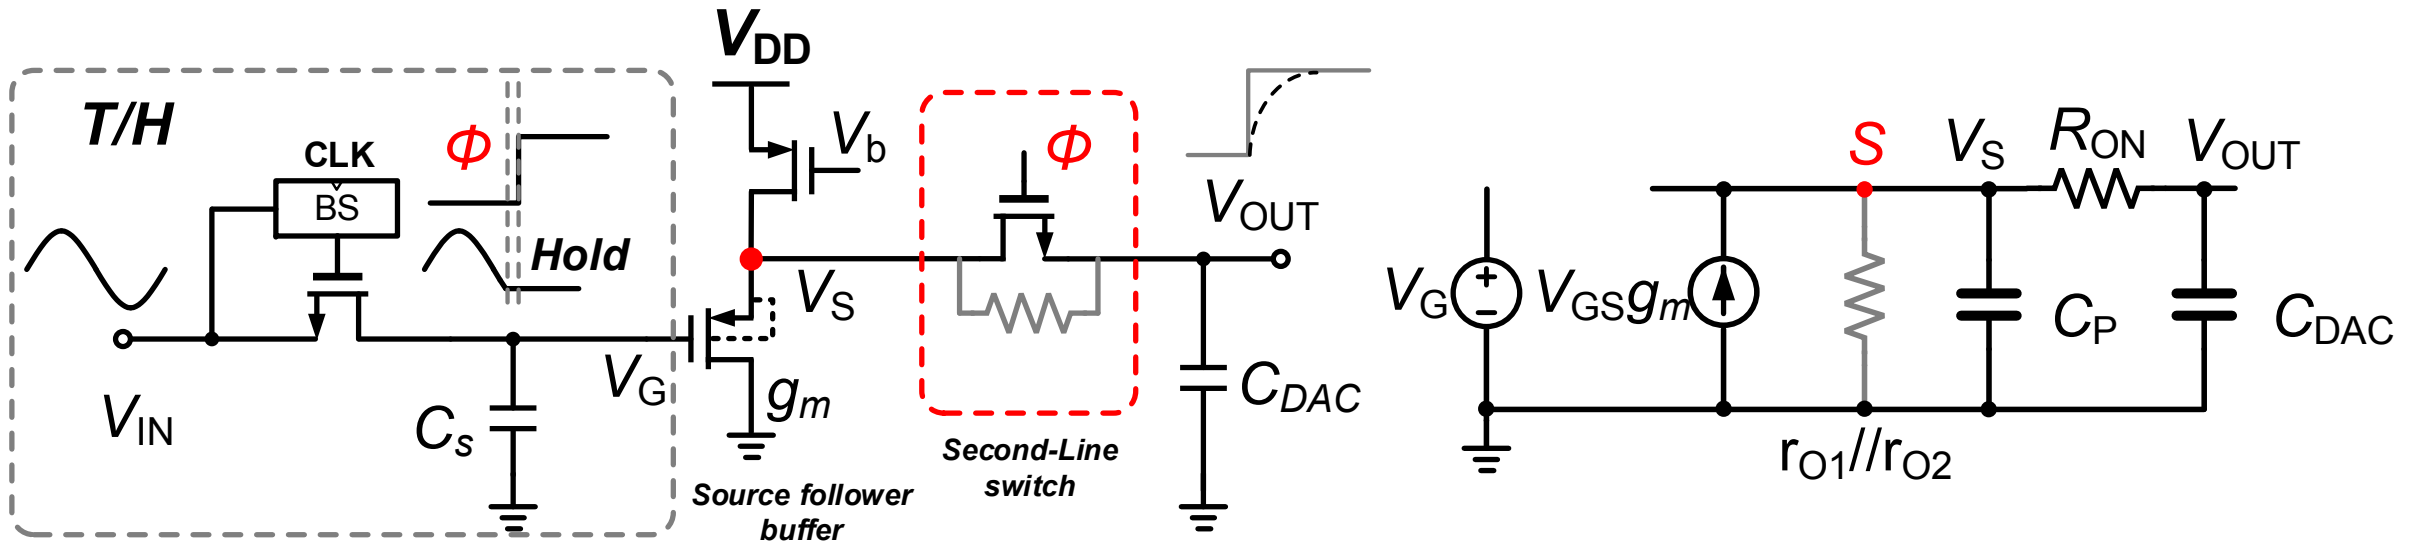 T/H
CLK
BS
Φ
Hold
VIN
Cs
VG
VDD
Vb
VS
gm
Source follower
buffer
Φ
Second-Line
switch
VOUT
CDAC
VG
VGSgm
S
VS
RON
VOUT
CP
CDAC
rO1//rO2